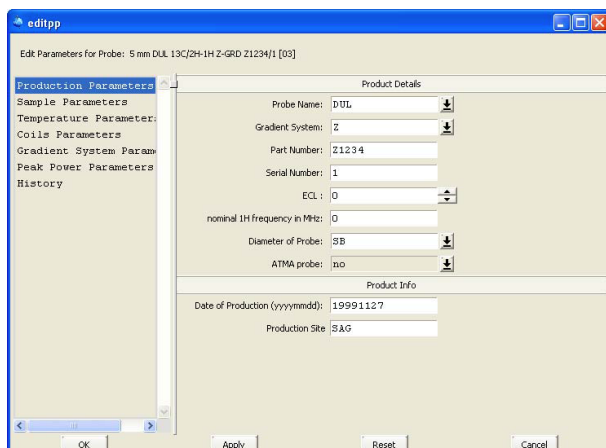 editpp
Edit Parameters for Probe: 5 mm DUL 13C/2H-1H Z-GRD Z1234/1 [03]
Production Parameters
Sample Parameters
Temperature Parameter
Coils Parameters
Gradient System Param
Peak Power Parameters
History
Product Details
Probe Name: DUL
Gradient System: Z
Part Number: Z1234
Serial Number: 1
ECL : 0
nominal 1H frequency in MHz: 0
Diameter of Probe: SB
ATMA probe: no
Product Info
Date of Production (yyyymmdd): 19991127
Production Site SAG
OK Apply Reset Cancel